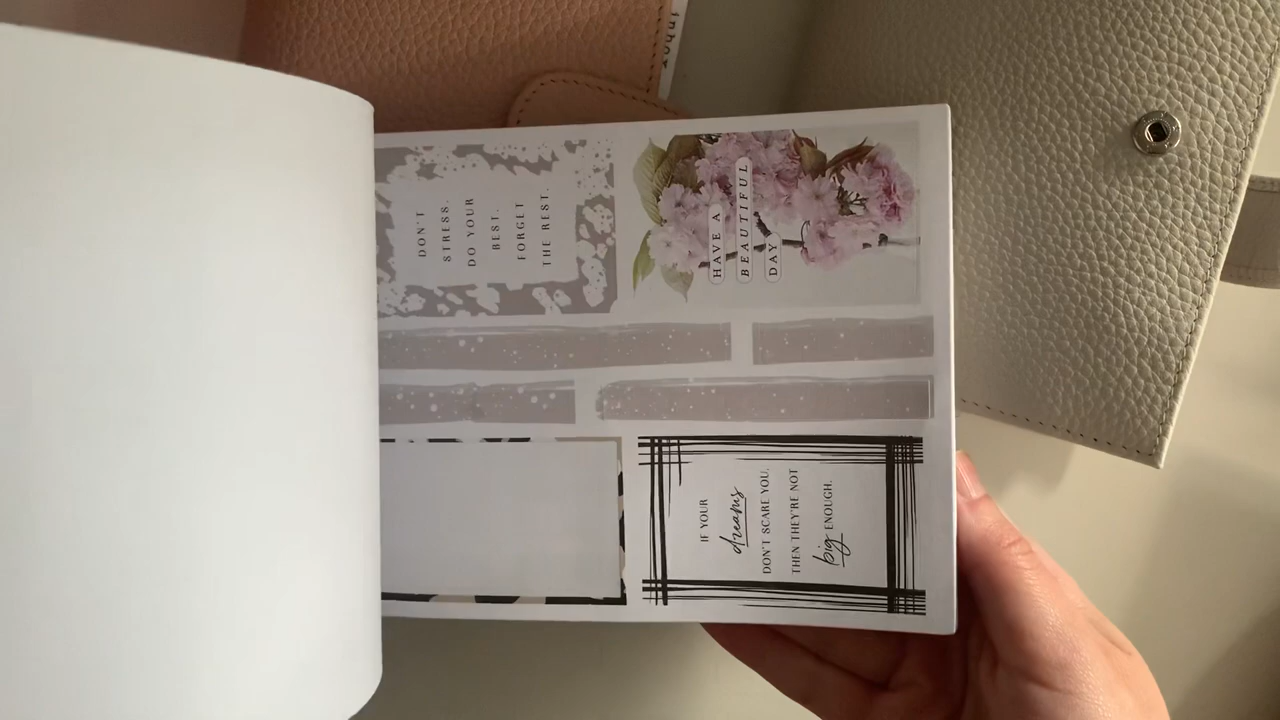 DON'T
STRESS.
DO YOUR
BEST.
FORGET
THE REST.
HAVE A
BEAUTIFUL
DAY
IF YOUR
dreams
DON'T SCARE YOU,
THEN THEY'RE NOT
big ENOUGH.
inbox